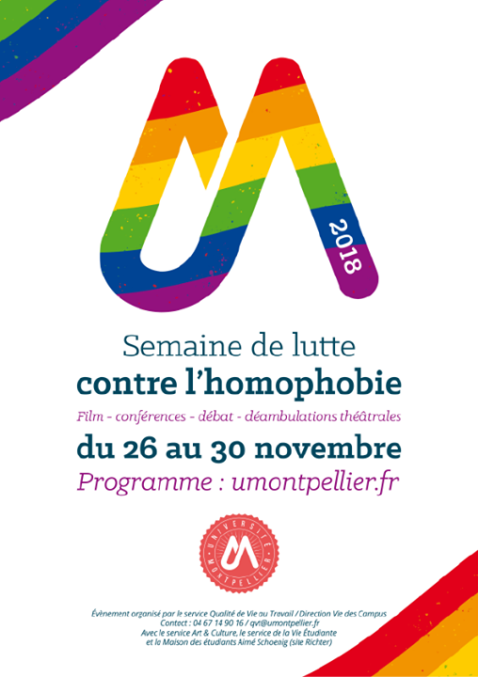 2018
Semaine de lutte
contre l'homophobie
Film - conférences - débat - déambulations théâtrales
du 26 au 30 novembre
Programme : umontpellier.fr
UNIVERSITÉ
MONTPELLIER
Évènement organisé par le service Qualité de Vie au Travail / Direction Vie des Campus
Contact : 04 67 14 90 16 / qvt@umontpellier.fr
Avec le service Art & Culture, le service de la Vie Étudiante
et la Maison des étudiants Aimé Schoenig (site Richter)